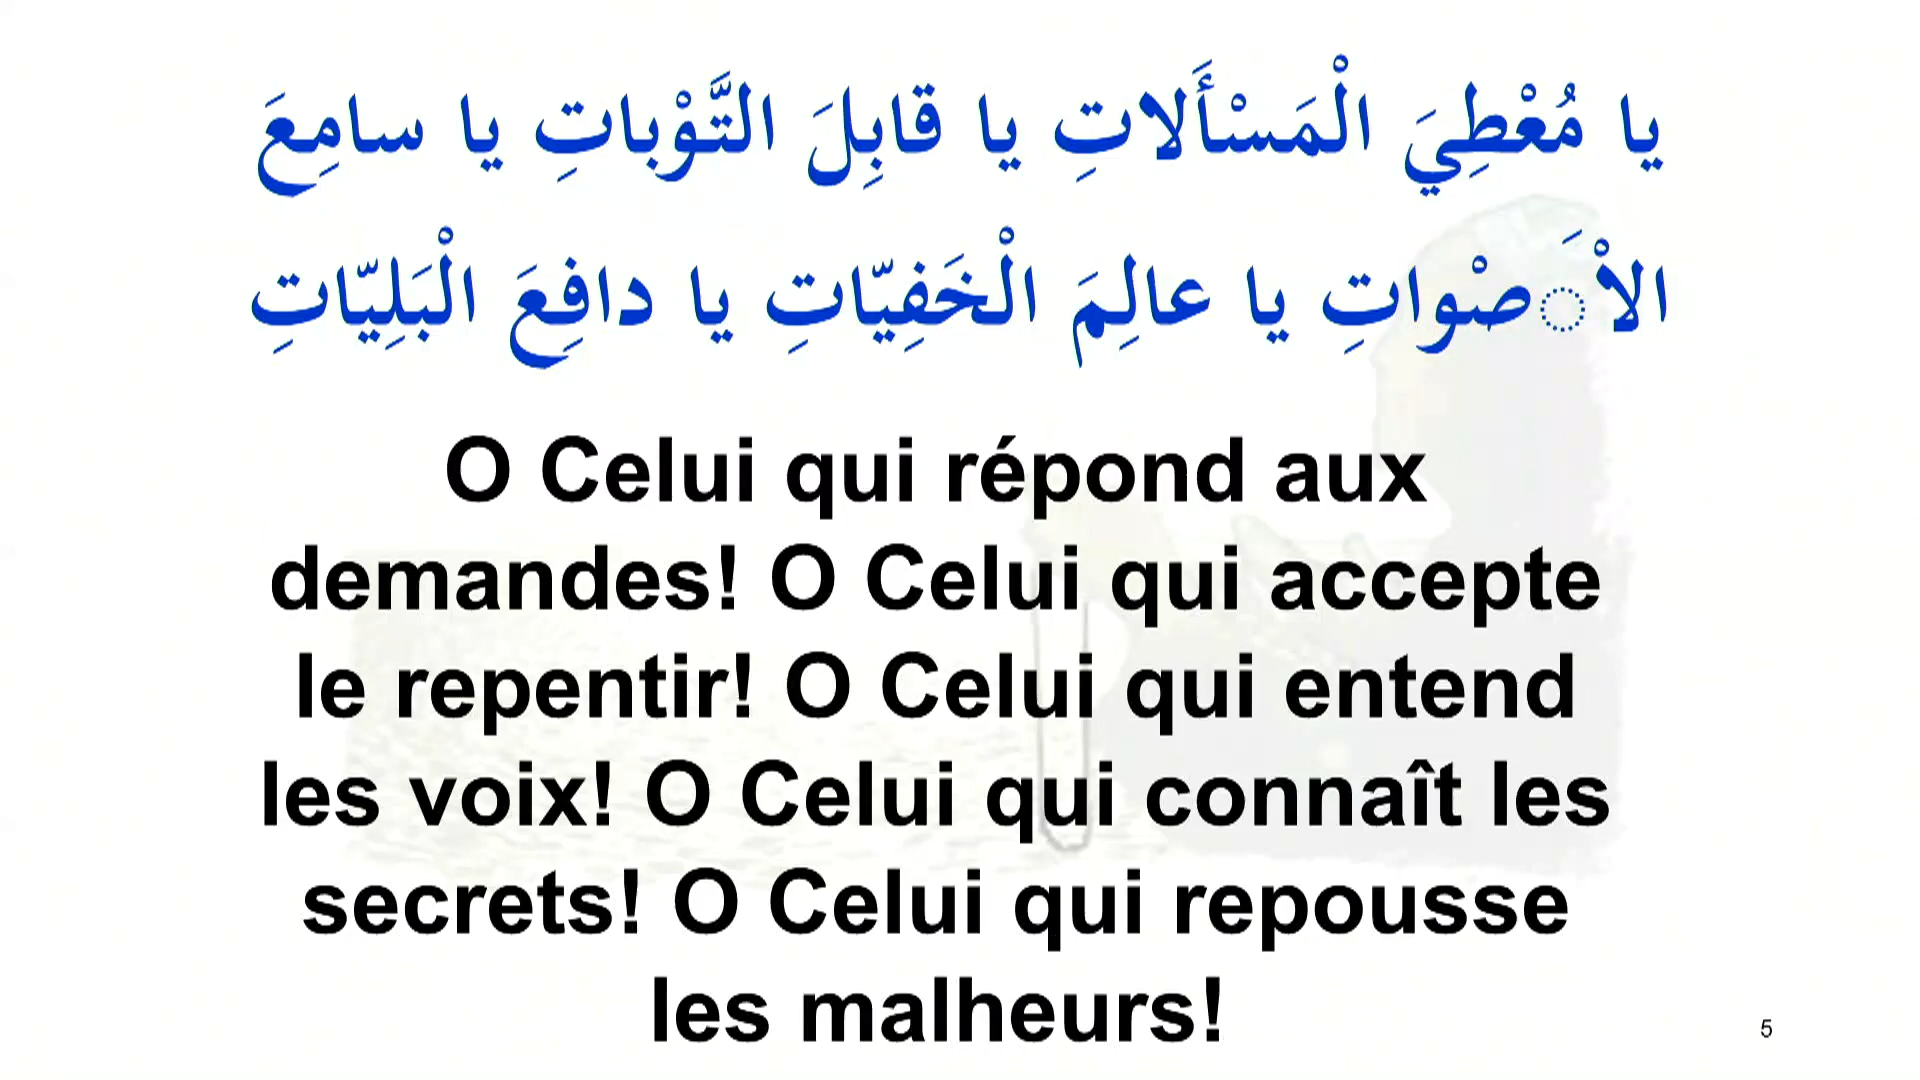 يا مُعْطِيَ الْمَسْأَلاتِ يا قابِلَ التَّوْباتِ يا سامِعَ
الاْ َصْواتِ يا عالِمَ الْخَفِيّاتِ يا دافِعَ الْبَلِيّاتِ
O Celui qui répond aux
demandes! O Celui qui accepte
le repentir! O Celui qui entend
les voix! O Celui qui connaît les
secrets! O Celui qui repousse
les malheurs!
5